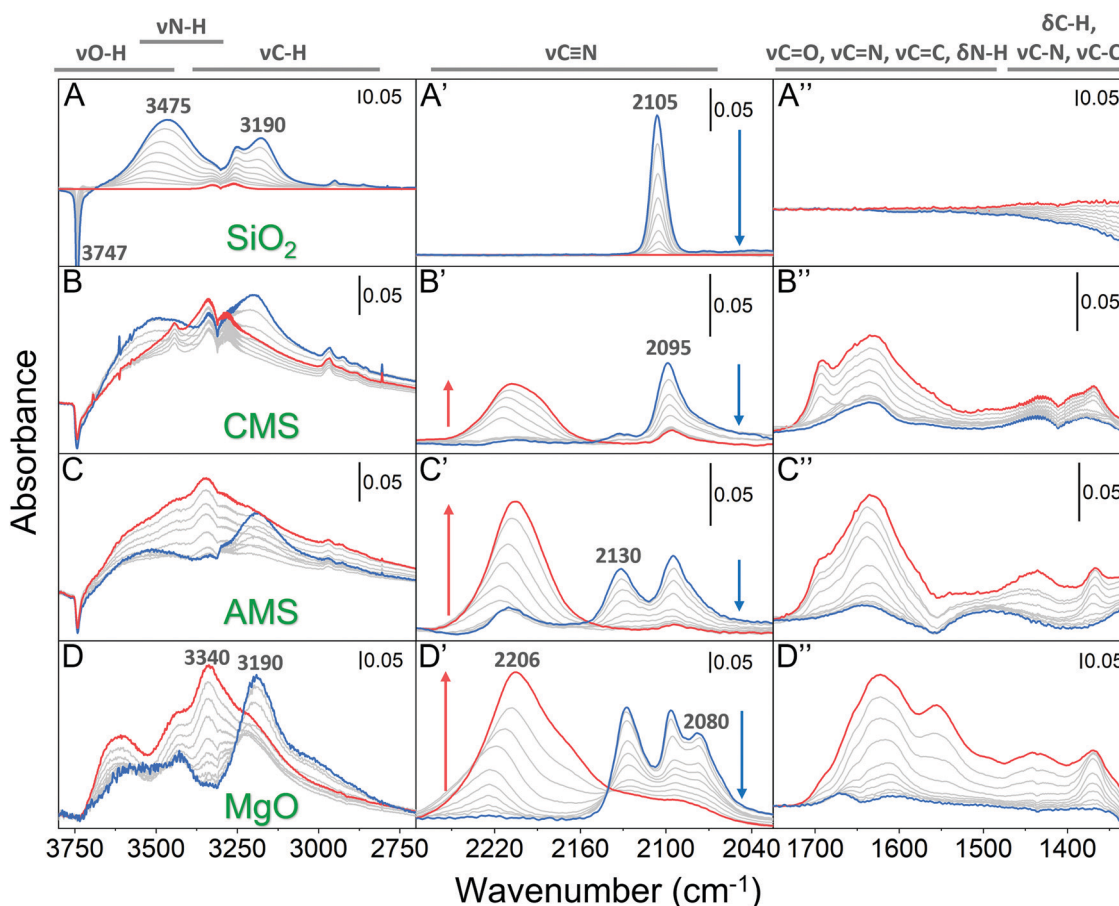 νN-H
δC-H,
νO-H
νC-H
νC≡N
νC=O, νC=N, νC=C, δN-H
νC-N, νC-C
A
3475
3190
0.05
3747
SiO₂
A'
2105
0.05
A''
0.05
B
0.05
CMS
B'
0.05
2095
B''
0.05
C
0.05
AMS
C'
2130
0.05
C''
0.05
D
3340
3190
0.05
MgO
D'
2206
0.05
2080
D''
0.05
Absorbance
3750 3500 3250 3000 2750
2220 2160 2100 2040
1700 1600 1500 1400
Wavenumber (cm⁻¹)